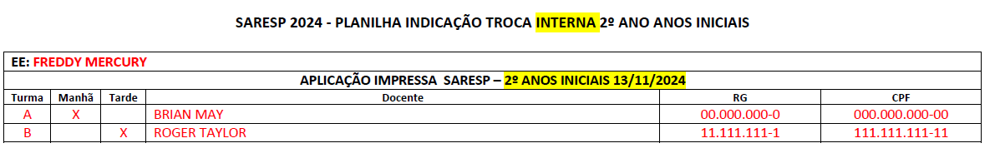 SARESP 2024 - PLANILHA INDICAÇÃO TROCA INTERNA 2º ANO ANOS INICIAIS
EE: FREDDY MERCURY
APLICAÇÃO IMPRESSA SARESP – 2º ANOS INICIAIS 13/11/2024
Turma Manhã Tarde Docente RG CPF
A X BRIAN MAY 00.000.000-0 000.000.000-00
B X ROGER TAYLOR 11.111.111-1 111.111.111-11